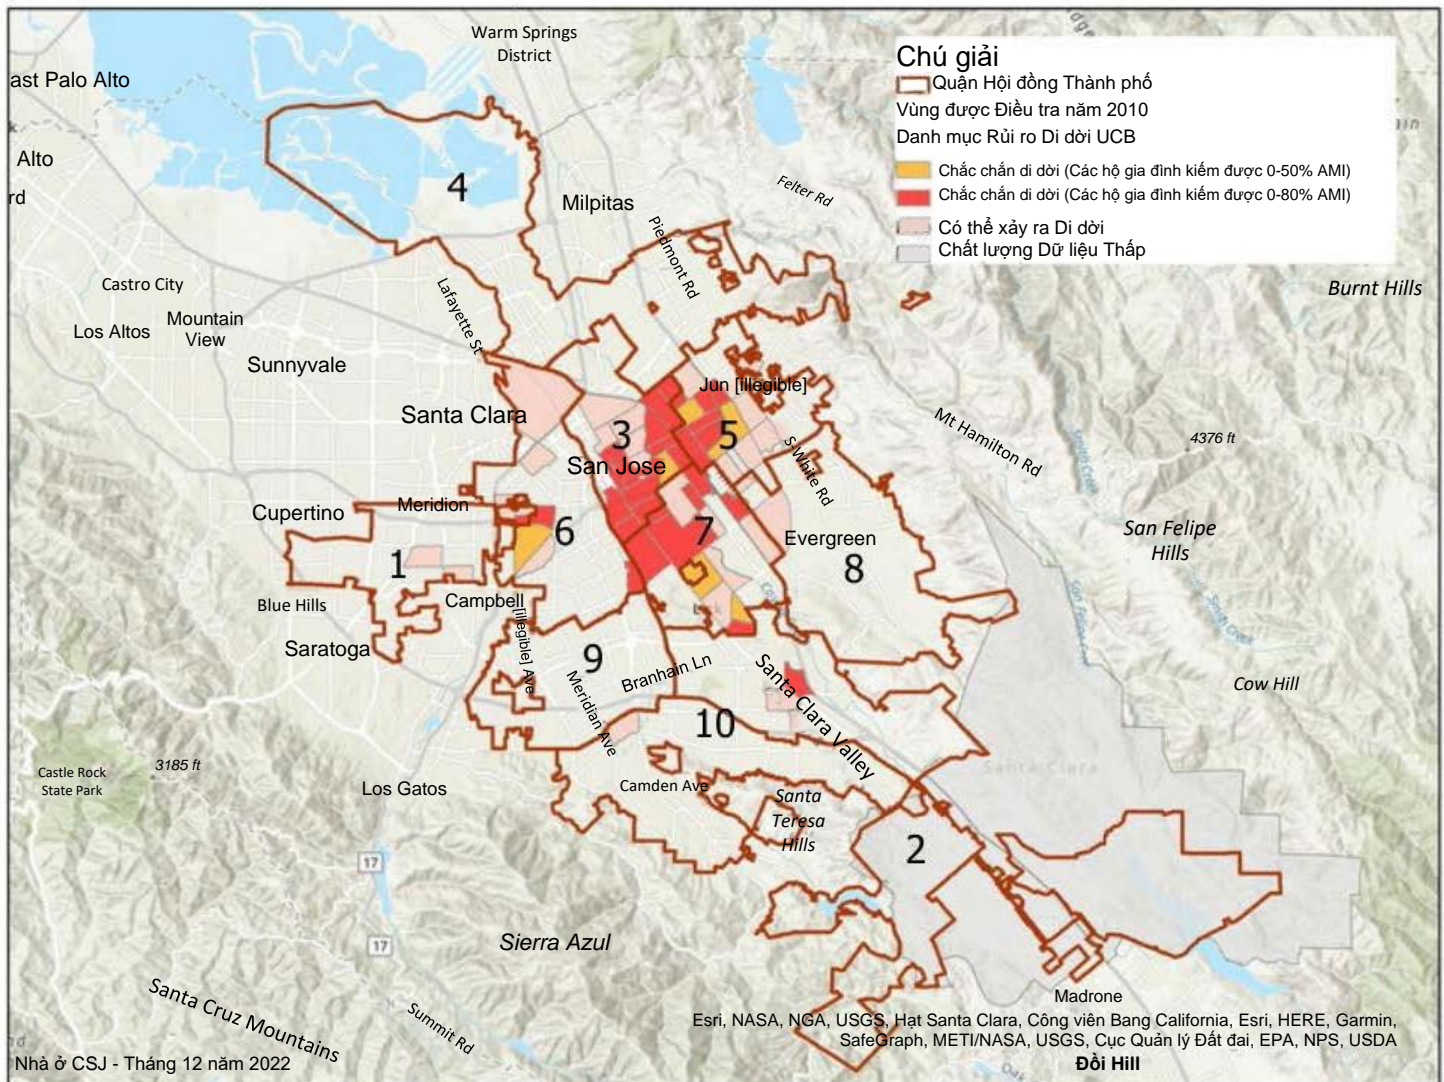 Warm Springs
District
Chú giải
Quận Hội đồng Thành phố
Vùng được Điều tra năm 2010
Danh mục Rủi ro Di dời UCB
Chắc chắn di dời (Các hộ gia đình kiếm được 0-50% AMI)
Chắc chắn di dời (Các hộ gia đình kiếm được 0-80% AMI)
Có thể xảy ra Di dời
Chất lượng Dữ liệu Thấp
ast Palo Alto
Alto
rd
4
Milpitas
Felter Rd
Piedmont Rd
Castro City
Lafayette St
Burnt Hills
Los Altos
Mountain
View
Sunnyvale
Jun [illegible]
Santa Clara
3
5
Mt Hamilton Rd
4376 ft
San Jose
S White Rd
Smith Creek
Cupertino
Meridion
6
7
Evergreen
San Felipe
Hills
1
8
Blue Hills
Campbell
[illegible] Ave
Saratoga
9
Branhain Ln
Meridian Ave
Santa Clara Valley
Cow Hill
10
Santa Clara
Castle Rock
State Park
3185 ft
Los Gatos
Camden Ave
Santa
Teresa
Hills
2
17
17
Sierra Azul
Santa Cruz Mountains
Summit Rd
Madrone
Esri, NASA, NGA, USGS, Hạt Santa Clara, Công viên Bang California, Esri, HERE, Garmin,
SafeGraph, METI/NASA, USGS, Cục Quản lý Đất đai, EPA, NPS, USDA
Nhà ở CSJ - Tháng 12 năm 2022
Đồi Hill